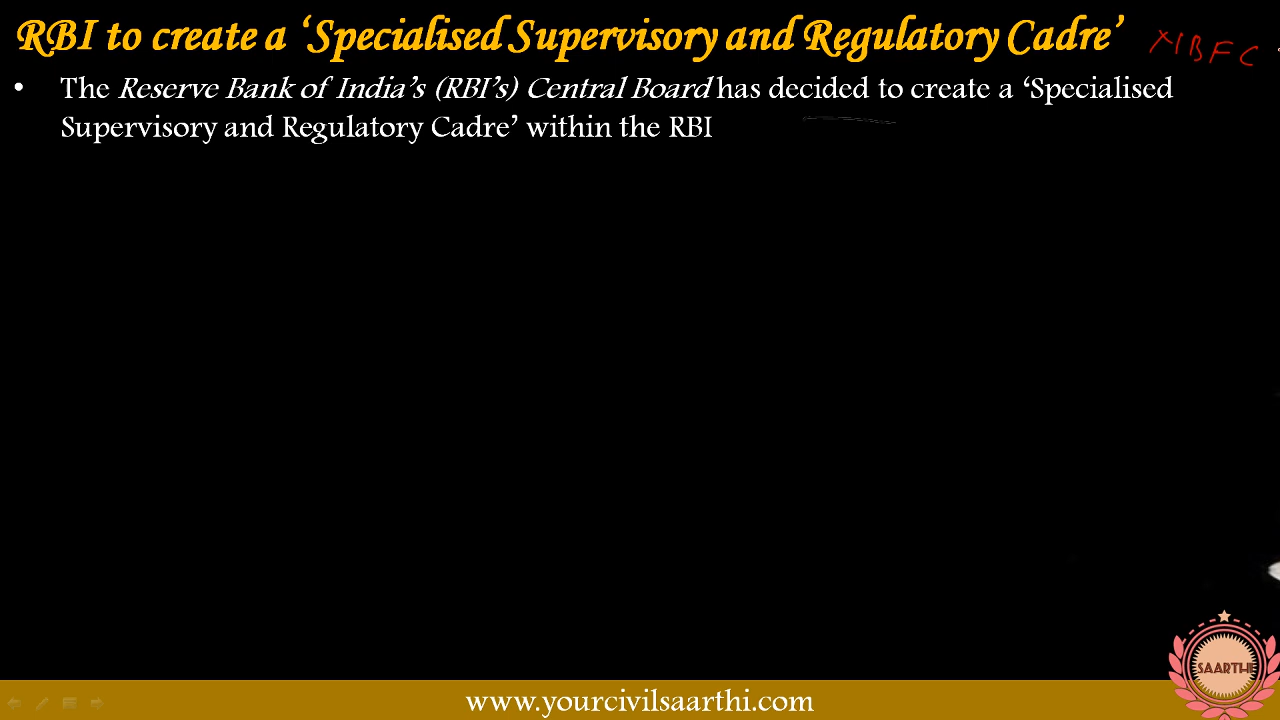 RBI to create a ‘Specialised Supervisory and Regulatory Cadre’
NBFC
• The Reserve Bank of India’s (RBI’s) Central Board has decided to create a ‘Specialised
Supervisory and Regulatory Cadre’ within the RBI
SAARTHI
www.yourcivilsaarthi.com